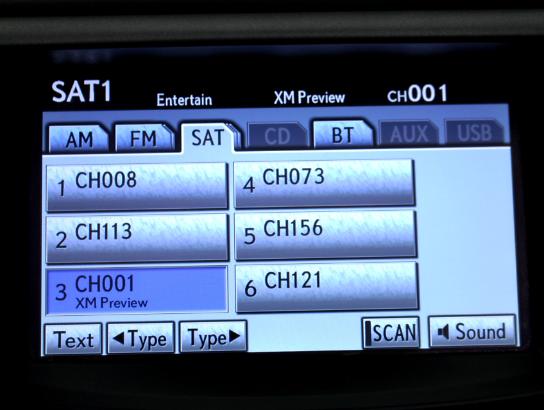 SAT1 Entertain XM Preview CH001
AM FM SAT CD BT AUX USB
1 CH008
4 CH073
2 CH113
5 CH156
3 CH001
XM Preview
6 CH121
Text ◀Type Type▶ SCAN Sound